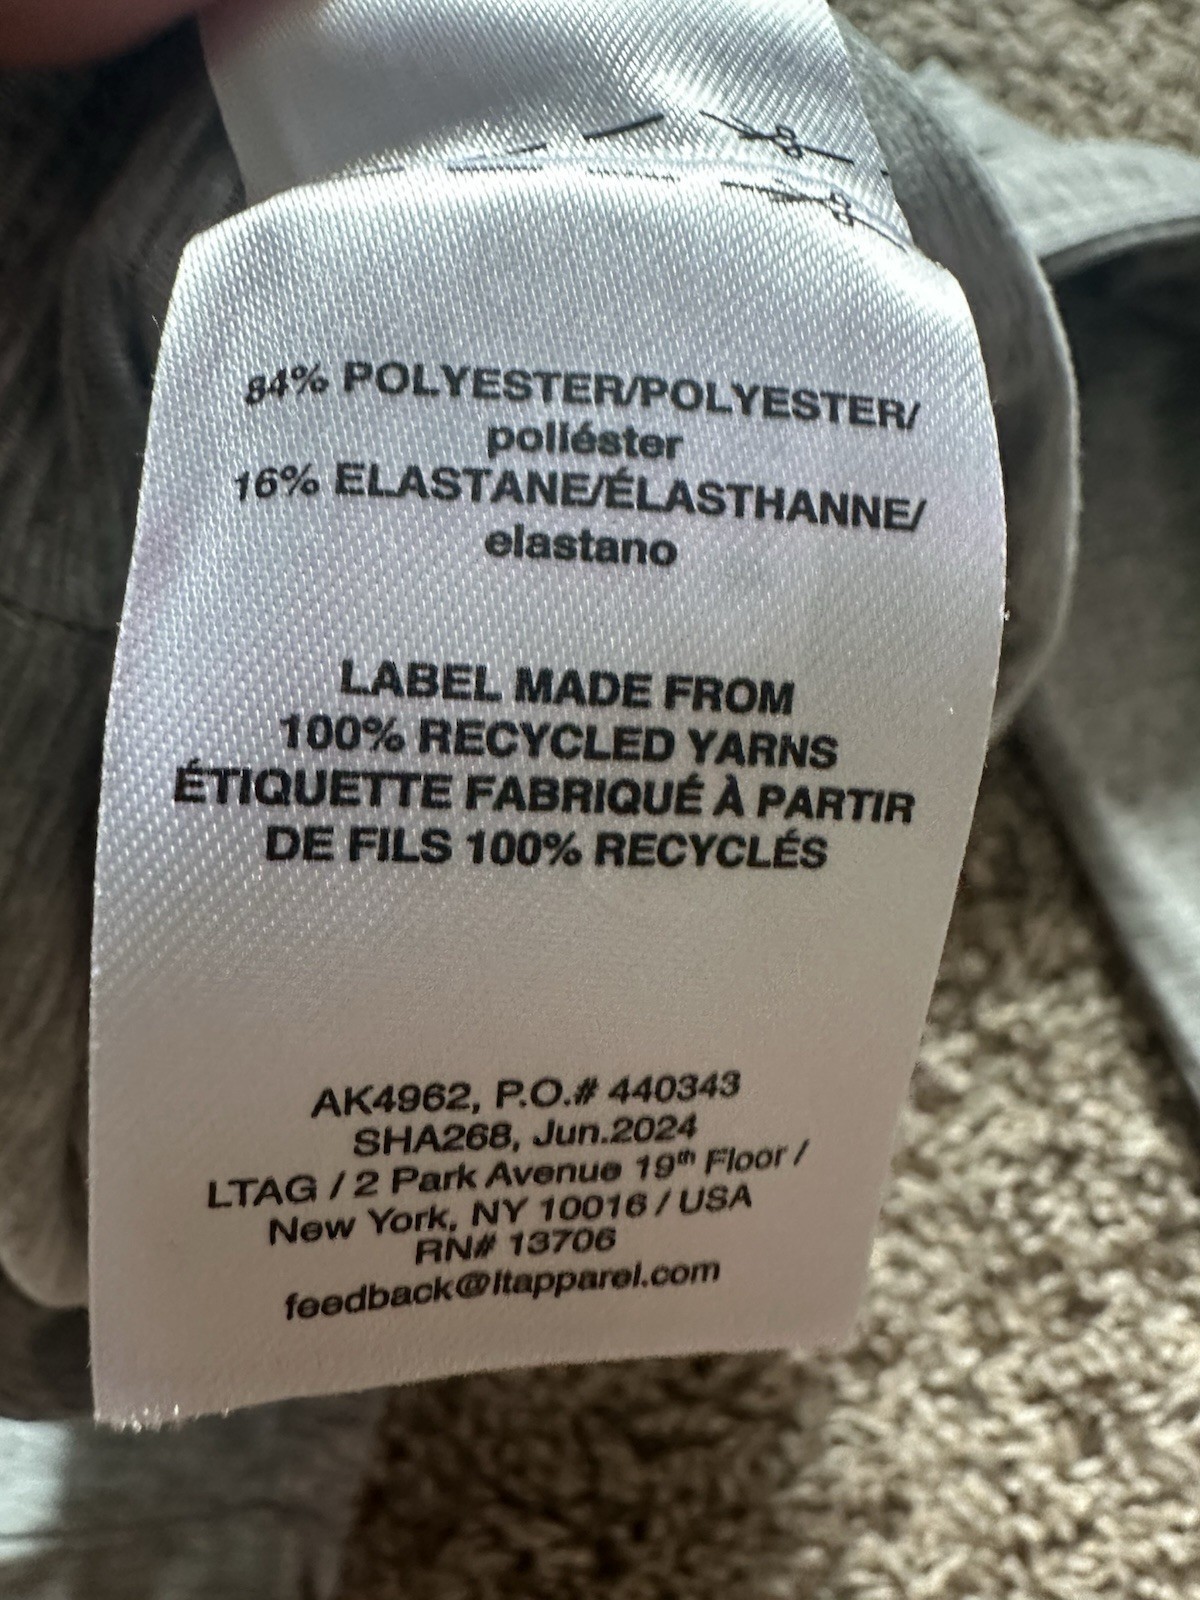 84% POLYESTER/POLYESTER/
poliéster
16% ELASTANE/ÉLASTHANNE/
elastano
LABEL MADE FROM
100% RECYCLED YARNS
ÉTIQUETTE FABRIQUÉ À PARTIR
DE FILS 100% RECYCLÉS
AK4962, P.O.# 440343
SHA268, Jun.2024
LTAG / 2 Park Avenue 19th Floor /
New York, NY 10016 / USA
RN# 13706
feedback@ltapparel.com